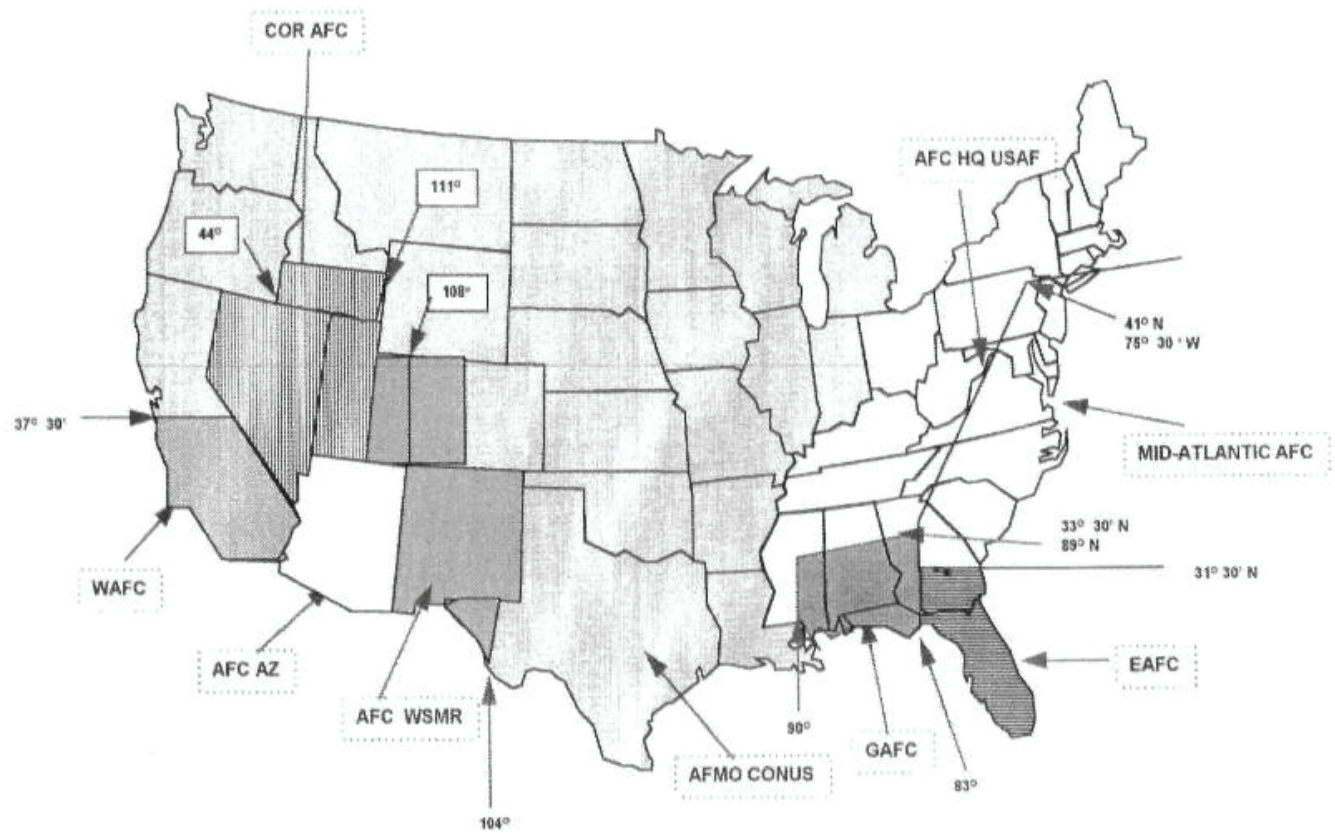 COR AFC
AFC HQ USAF
111°
44°
108°
41° N
75° 30 ' W
37° 30'
MID-ATLANTIC AFC
33° 30' N
89° N
31° 30' N
WAFC
AFC AZ
EAFC
AFC WSMR
90°
GAFC
AFMO CONUS
83°
104°